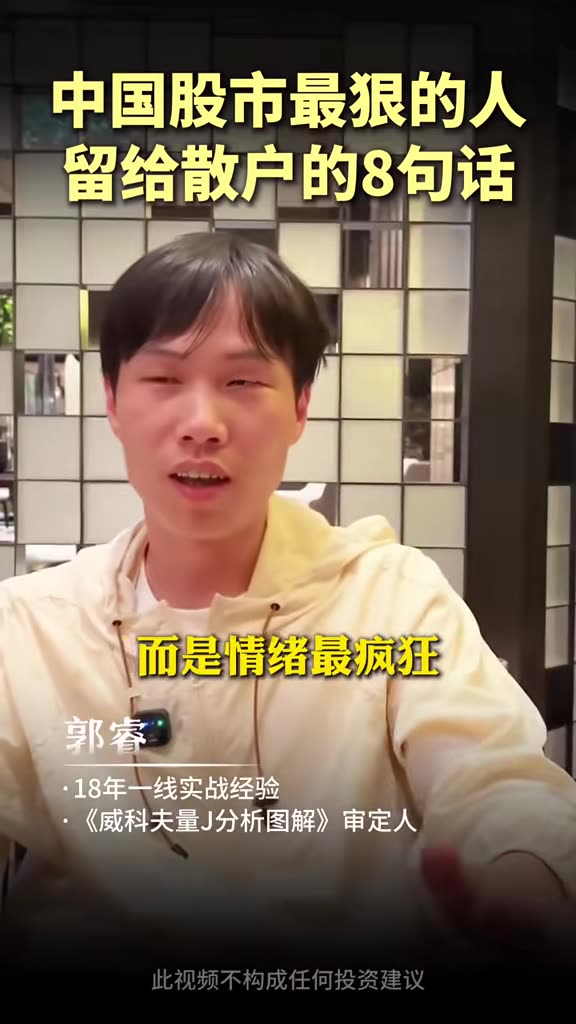 中国股市最狠的人
留给散户的8句话
而是情绪最疯狂
郭睿
·18年一线实战经验
·《威科夫量J分析图解》审定人
此视频不构成任何投资建议